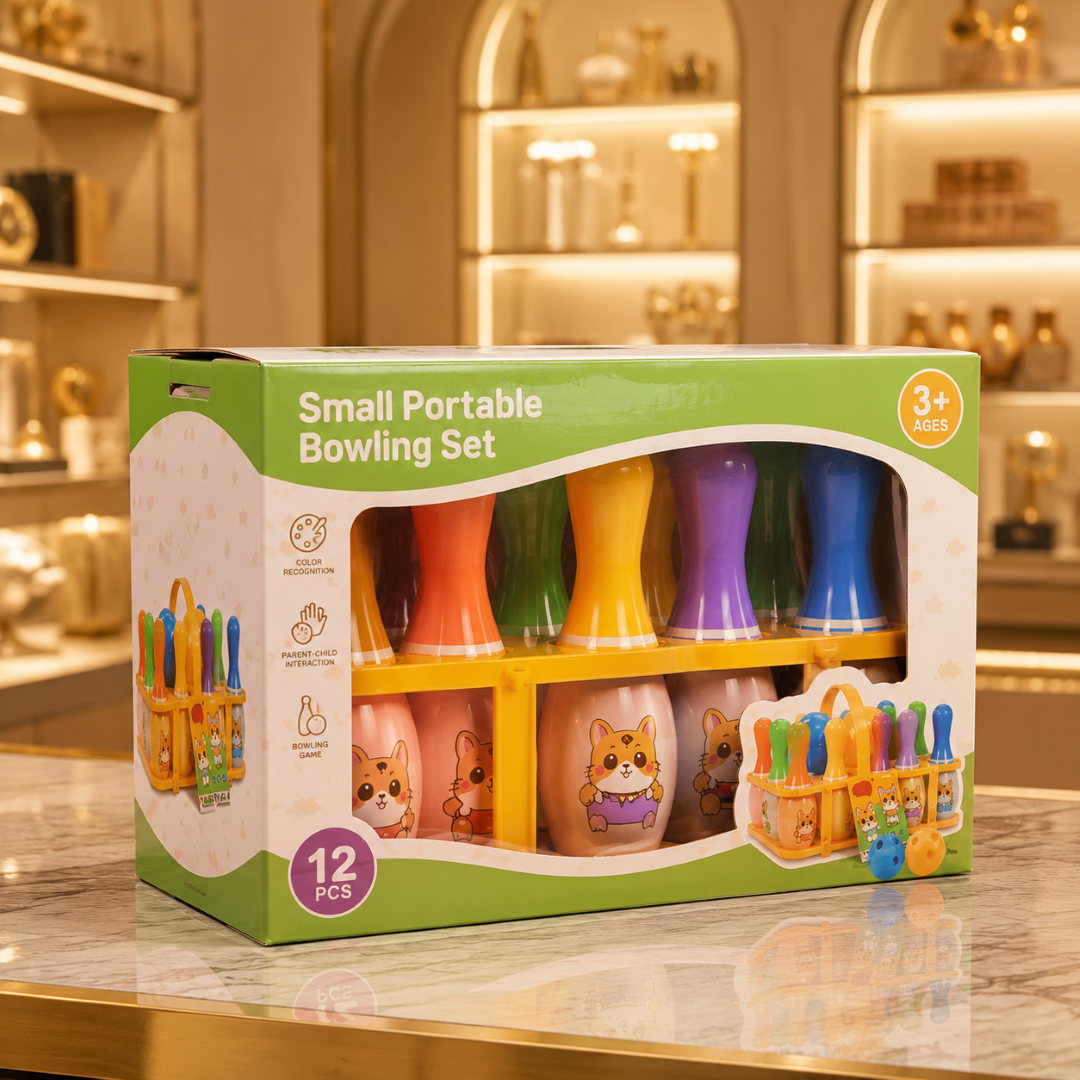 Small Portable
Bowling Set
3+
AGES
COLOR
RECOGNITION
PARENT-CHILD
INTERACTION
BOWLING
GAME
12
PCS